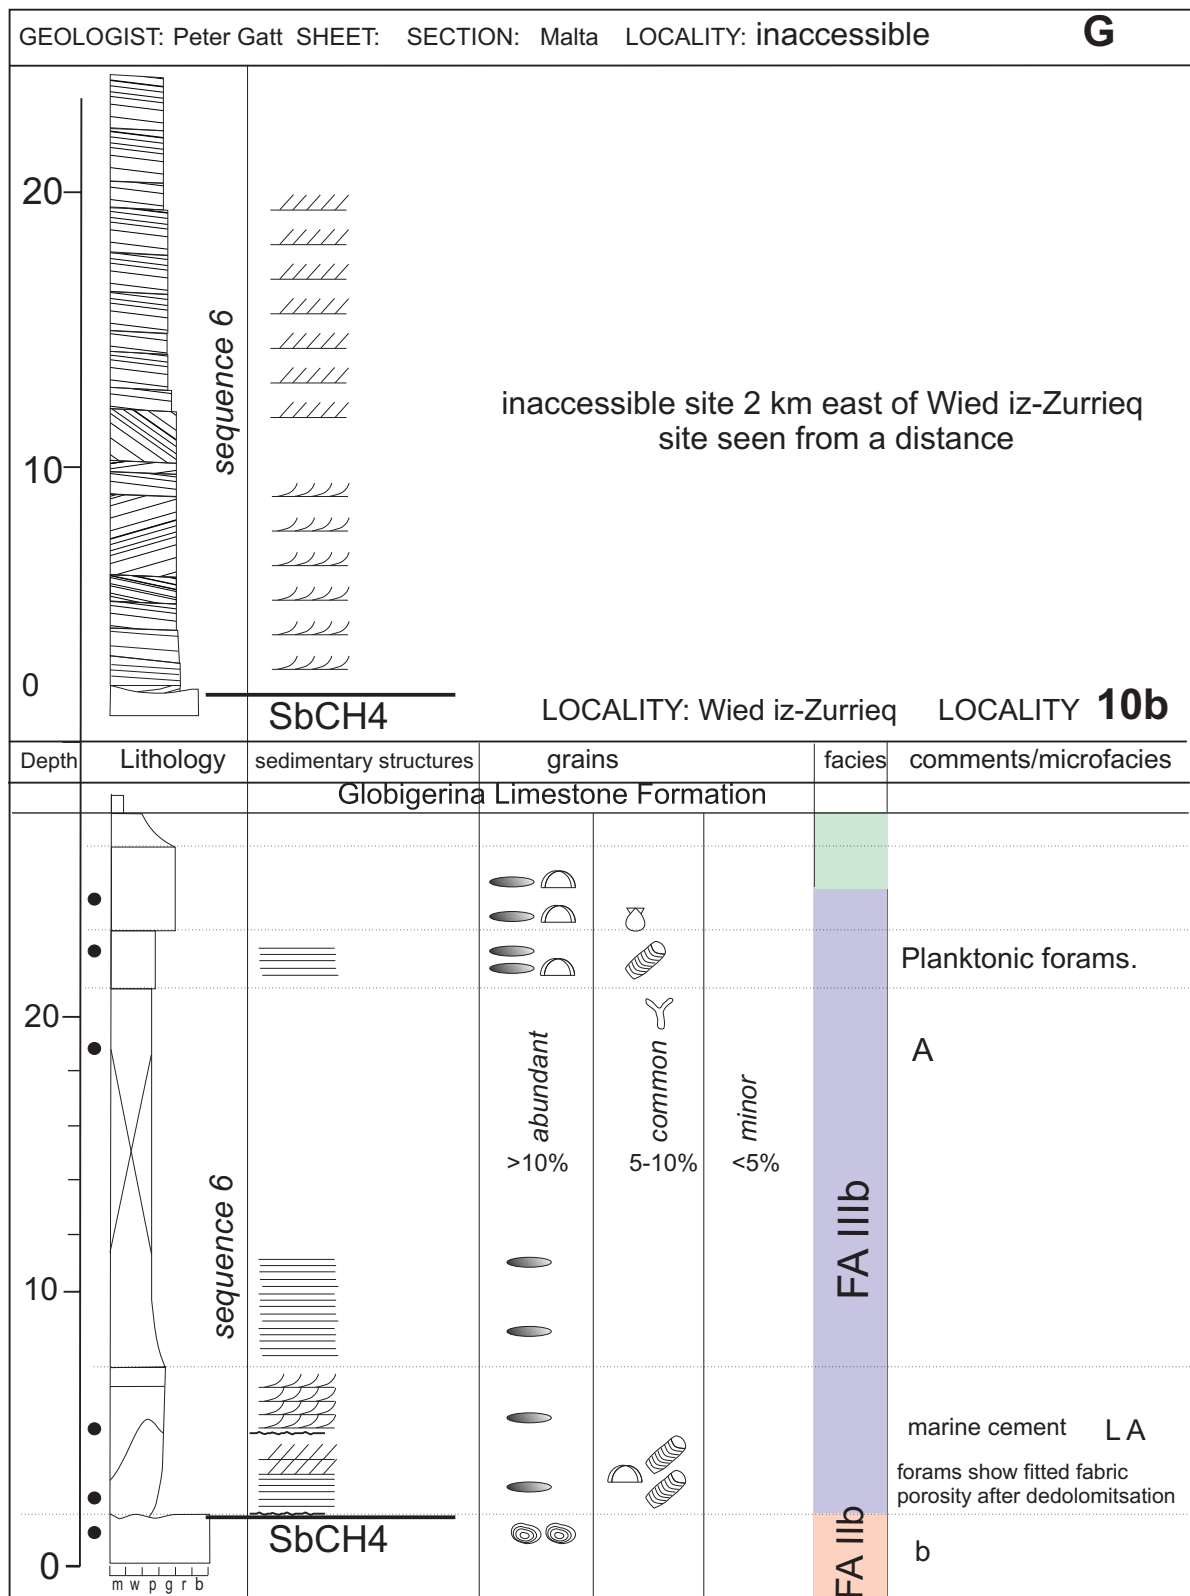 GEOLOGIST: Peter Gatt SHEET: SECTION: Malta LOCALITY: inaccessible G
20
sequence 6
inaccessible site 2 km east of Wied iz-Zurrieq
site seen from a distance
10
0
SbCH4
LOCALITY: Wied iz-Zurrieq LOCALITY 10b
Depth Lithology sedimentary structures grains facies comments/microfacies
Globigerina Limestone Formation
Planktonic forams.
20
A
abundant common minor
>10% 5-10% <5%
sequence 6
FA IIIb
10
marine cement L A
forams show fitted fabric
porosity after dedolomitsation
SbCH4
FA IIb
b
0
m w p g r b